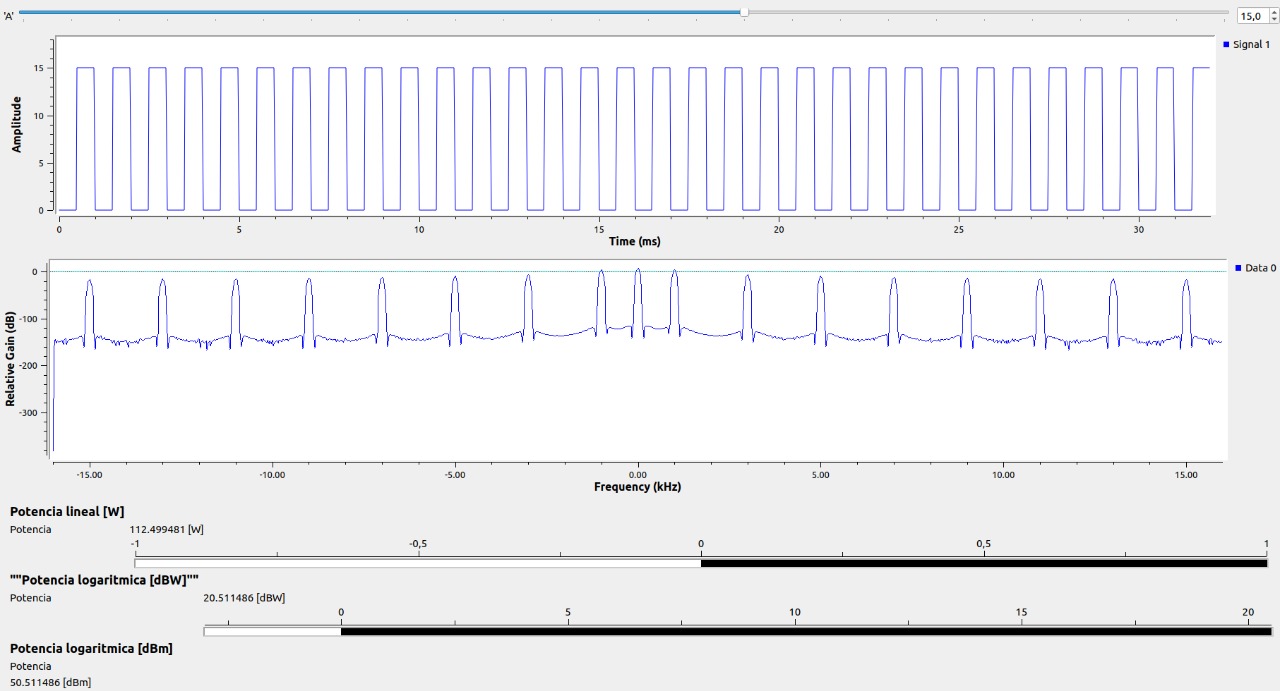 'A' 15,0
Signal 1
15
10
5
0
Amplitude
0 5 10 15 20 25 30
Time (ms)
Data 0
0
-100
-200
-300
Relative Gain (dB)
-15.00 -10.00 -5.00 0.00 5.00 10.00 15.00
Frequency (kHz)
Potencia lineal [W]
Potencia 112.499481 [W]
-1 -0,5 0 0,5 1
""Potencia logaritmica [dBW]""
Potencia 20.511486 [dBW]
0 5 10 15 20
Potencia logaritmica [dBm]
Potencia
50.511486 [dBm]